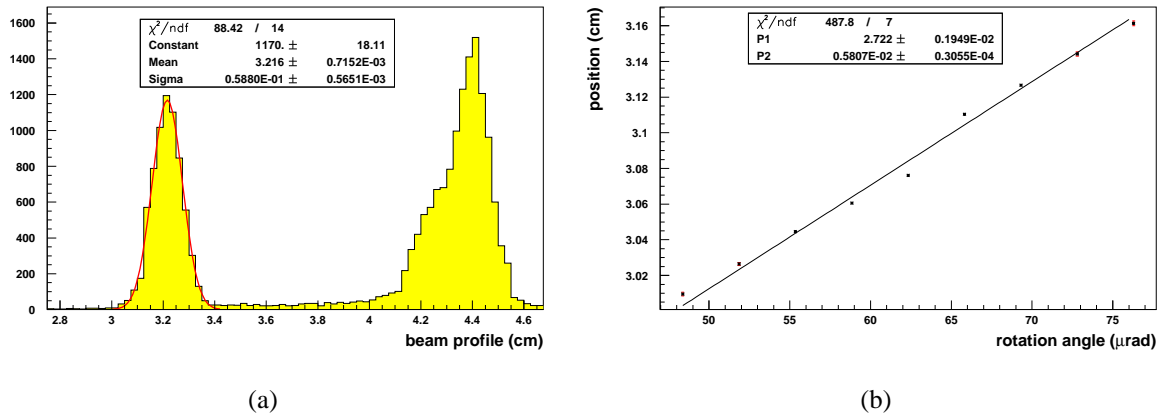 χ²/ndf 88.42 / 14
Constant 1170. ± 18.11
Mean 3.216 ± 0.7152E-03
Sigma 0.5880E-01 ± 0.5651E-03
1600
1400
1200
1000
800
600
400
200
0
2.8 3 3.2 3.4 3.6 3.8 4 4.2 4.4 4.6
beam profile (cm)
(a)
χ²/ndf 487.8 / 7
P1 2.722 ± 0.1949E-02
P2 0.5807E-02 ± 0.3055E-04
position (cm)
3.16
3.14
3.12
3.1
3.08
3.06
3.04
3.02
50 55 60 65 70 75
rotation angle (μrad)
(b)